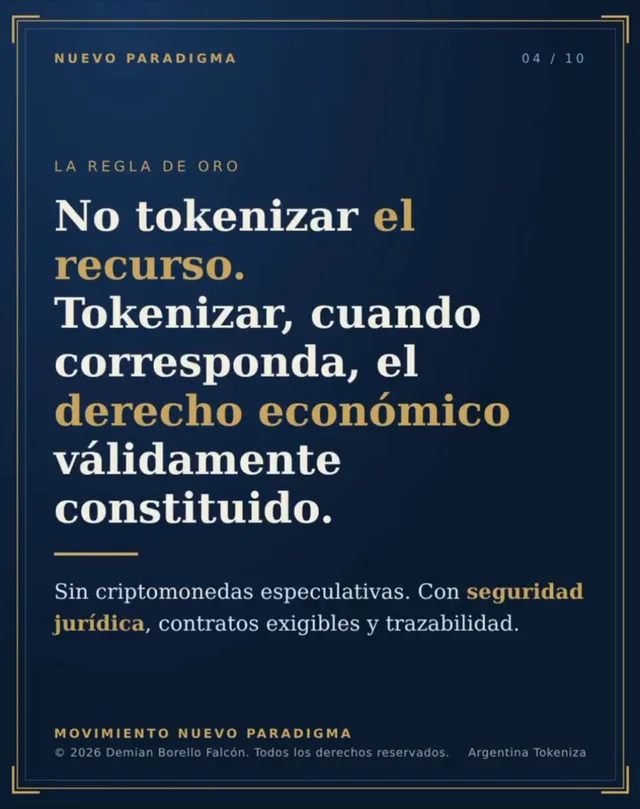 NUEVO PARADIGMA
04 / 10
LA REGLA DE ORO
No tokenizar el
recurso.
Tokenizar, cuando
corresponda, el
derecho económico
válidamente
constituido.
Sin criptomonedas especulativas. Con seguridad
jurídica, contratos exigibles y trazabilidad.
MOVIMIENTO NUEVO PARADIGMA
© 2026 Demian Borello Falcón. Todos los derechos reservados.
Argentina Tokeniza